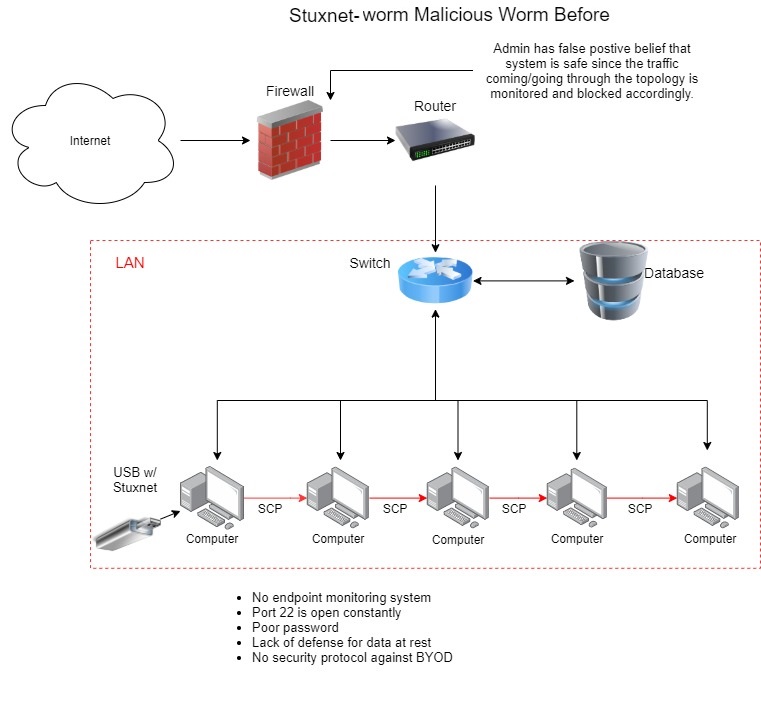 Stuxnet-worm Malicious Worm Before
Admin has false postive belief that
system is safe since the traffic
coming/going through the topology is
monitored and blocked accordingly.
Firewall
Router
Internet
LAN
Switch
Database
USB w/
Stuxnet
SCP
SCP
SCP
SCP
Computer
Computer
Computer
Computer
Computer
• No endpoint monitoring system
• Port 22 is open constantly
• Poor password
• Lack of defense for data at rest
• No security protocol against BYOD